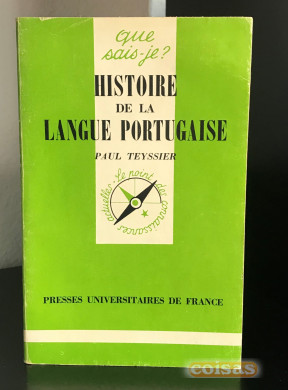 que
sais-je?
HISTOIRE
DE LA
LANGUE PORTUGAISE
PAUL TEYSSIER
Le point des connaissances actuelles
PRESSES UNIVERSITAIRES DE FRANCE
coisas